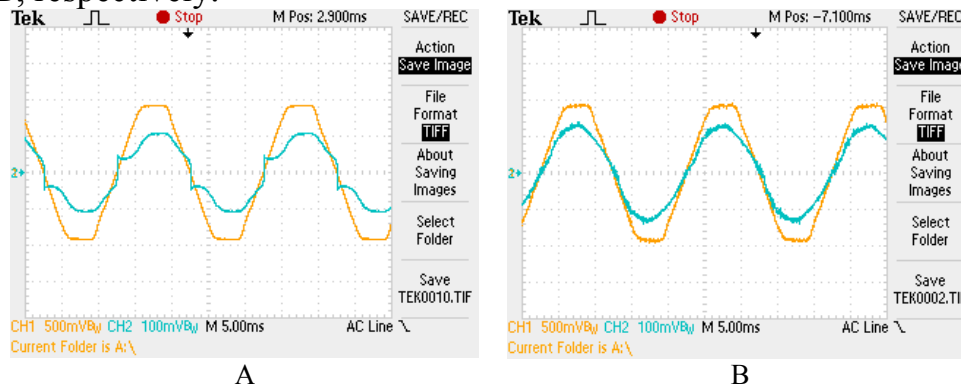 B, respectively.
Tek Stop M Pos: 2.900ms SAVE/REC
Action
Save Image
File
Format
TIFF
About
Saving
Images
Select
Folder
Save
TEK0010.TIF
2
CH1 500mVBW CH2 100mVBW M 5.00ms AC Line
Current Folder is A:\
A
Tek Stop M Pos: -7.100ms SAVE/REC
Action
Save Image
File
Format
TIFF
About
Saving
Images
Select
Folder
Save
TEK0002.TIF
2
CH1 500mVBW CH2 100mVBW M 5.00ms AC Line
Current Folder is A:\
B